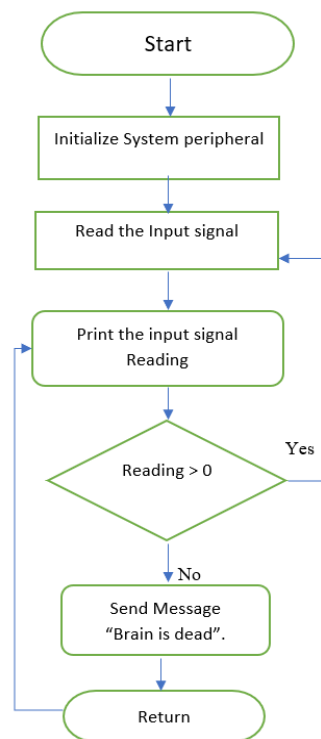 Start
Initialize System peripheral
Read the Input signal
Print the input signal
Reading
Reading > 0
Yes
No
Send Message
“Brain is dead”.
Return